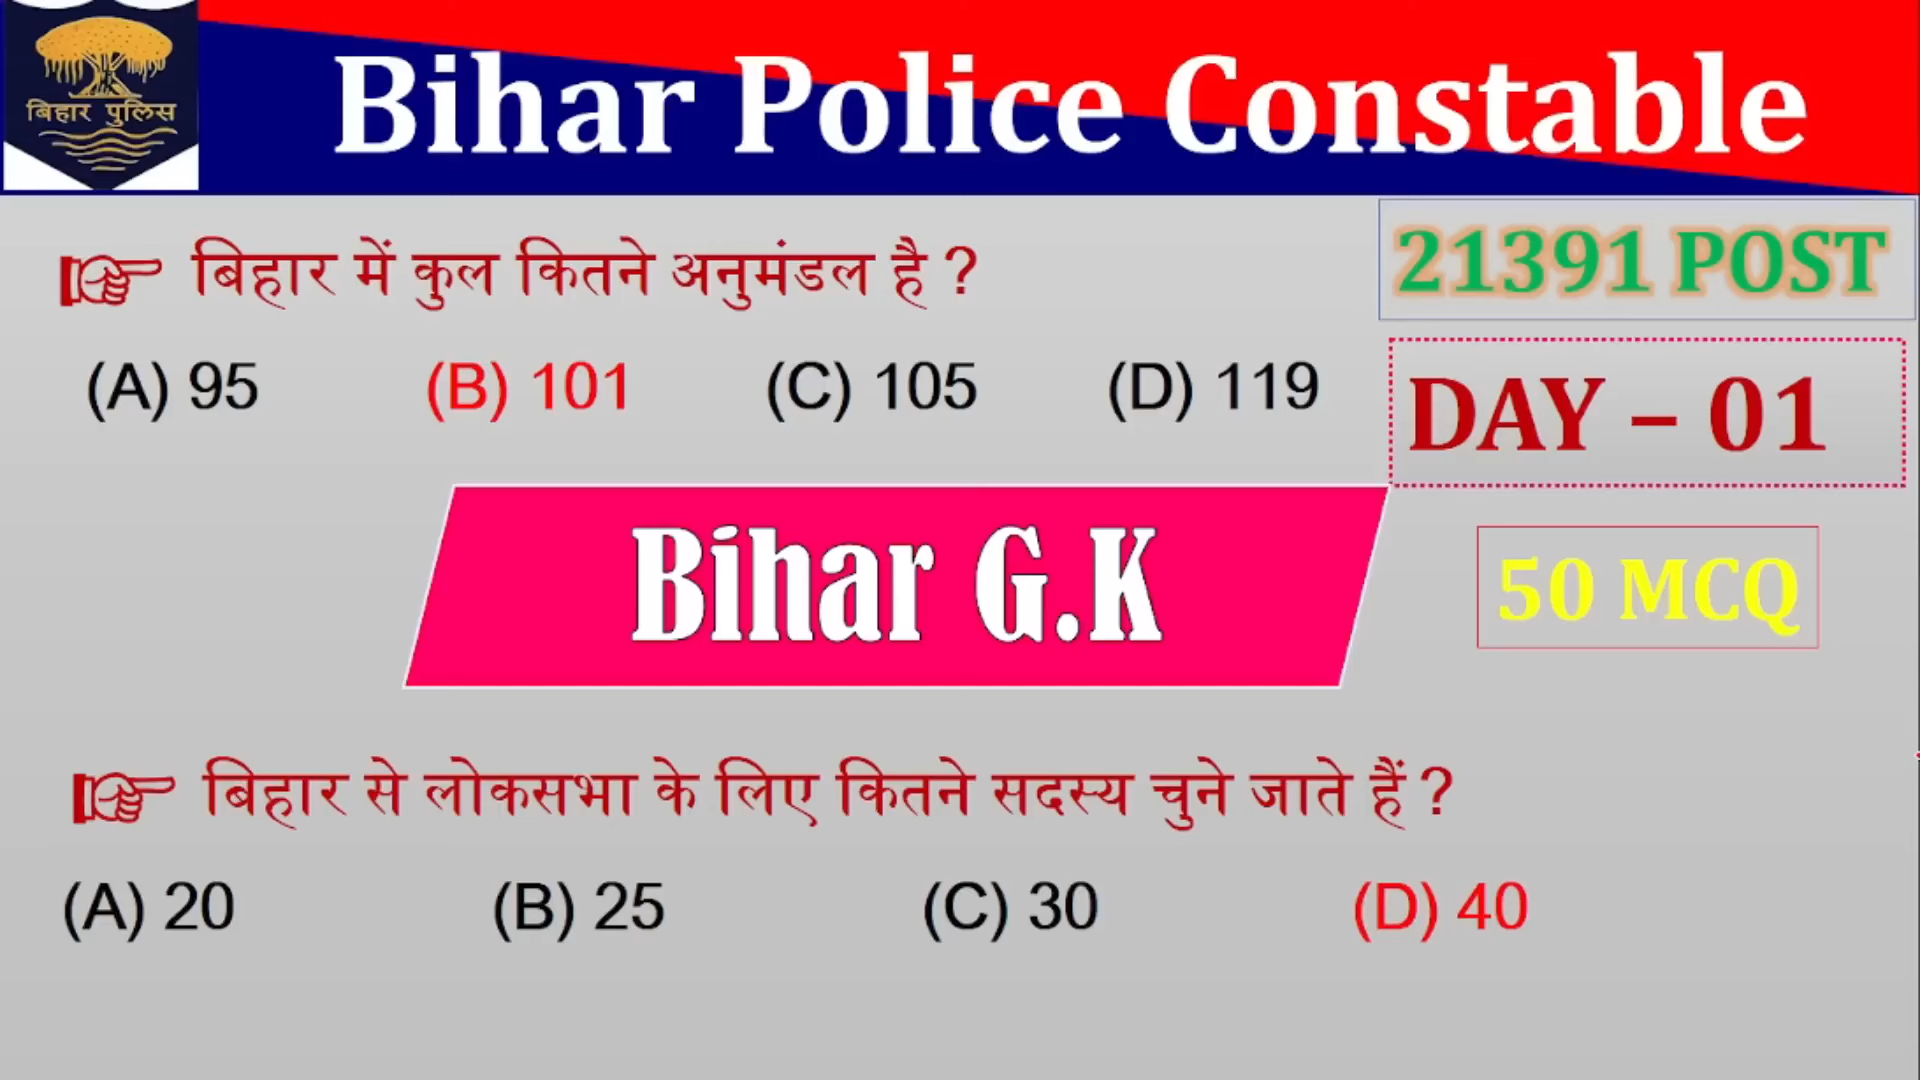 बिहार पुलिस
Bihar Police Constable
☞ बिहार में कुल कितने अनुमंडल है ?
21391 POST
(A) 95 (B) 101 (C) 105 (D) 119
DAY – 01
Bihar G.K
50 MCQ
☞ बिहार से लोकसभा के लिए कितने सदस्य चुने जाते हैं ?
(A) 20 (B) 25 (C) 30 (D) 40